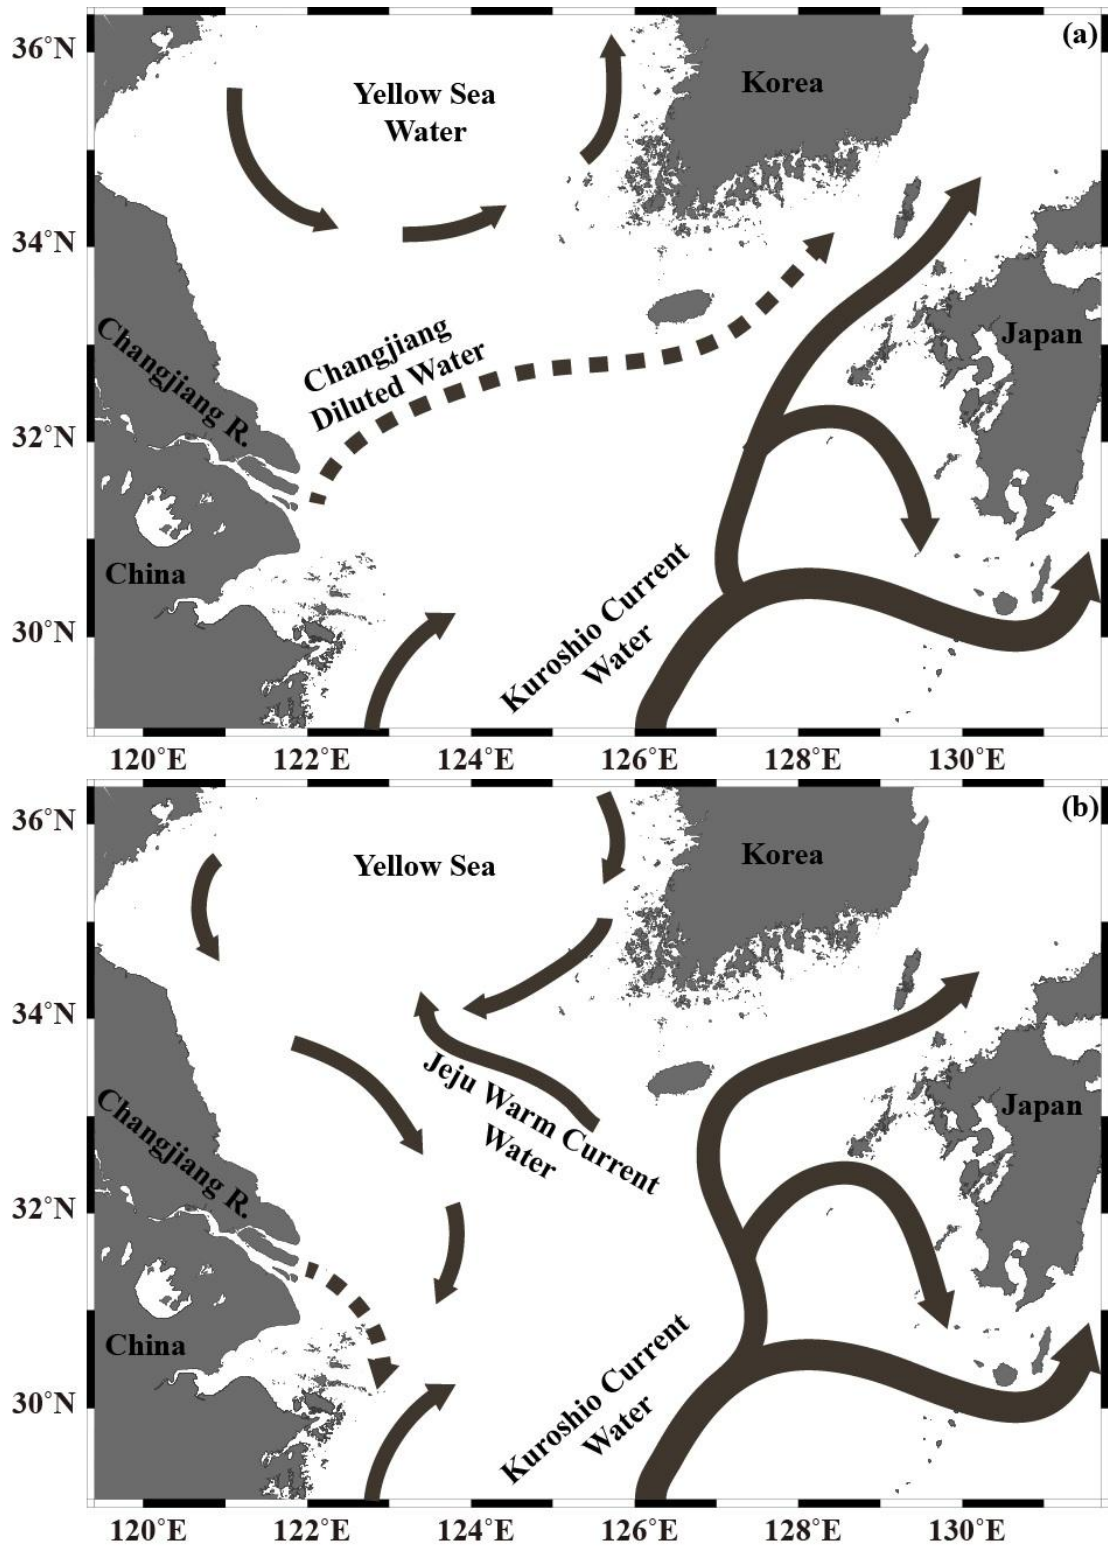 (a)
36°N
Yellow Sea
Water
Korea
34°N
Changjiang
Diluted Water
Japan
Changjiang R.
32°N
China
Kuroshio Current
Water
30°N
120°E 122°E 124°E 126°E 128°E 130°E
(b)
36°N
Yellow Sea
Korea
34°N
Jeju Warm Current
Water
Japan
Changjiang R.
32°N
China
Kuroshio Current
Water
30°N
120°E 122°E 124°E 126°E 128°E 130°E